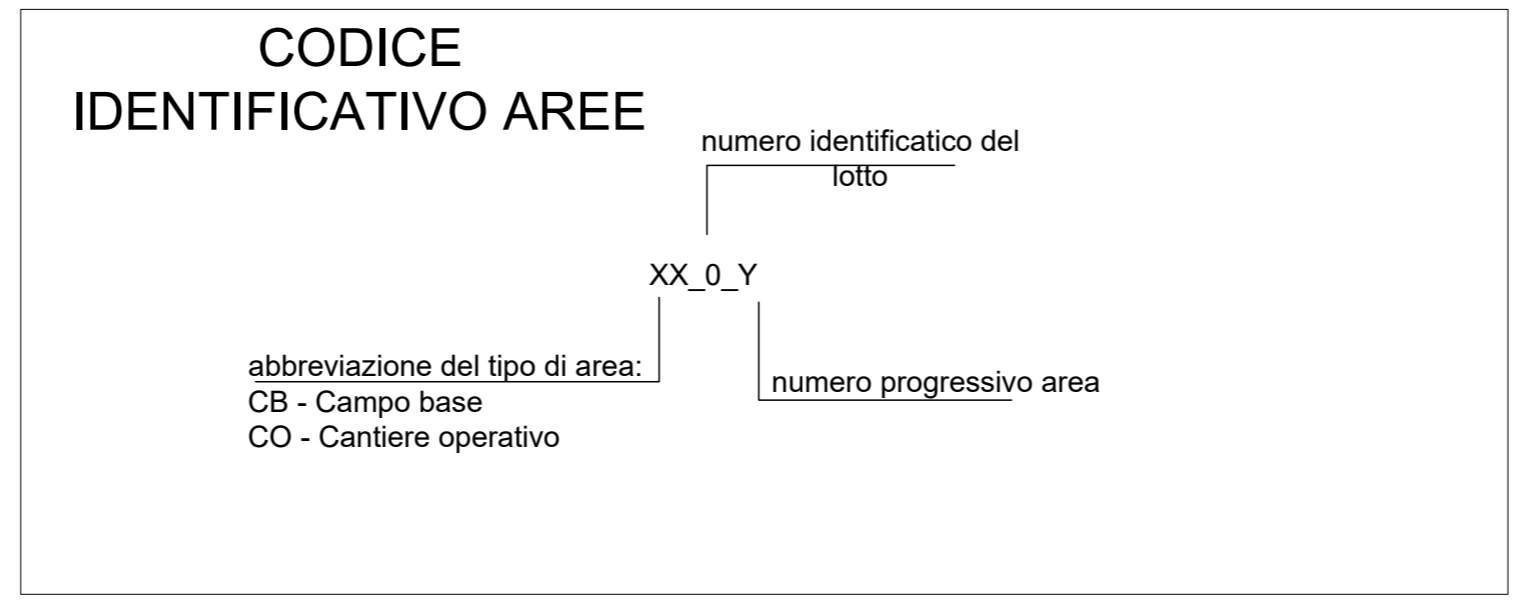 CODICE
IDENTIFICATIVO AREE
numero identificatico del
lotto
XX_0_Y
abbreviazione del tipo di area:
CB - Campo base
CO - Cantiere operativo
numero progressivo area